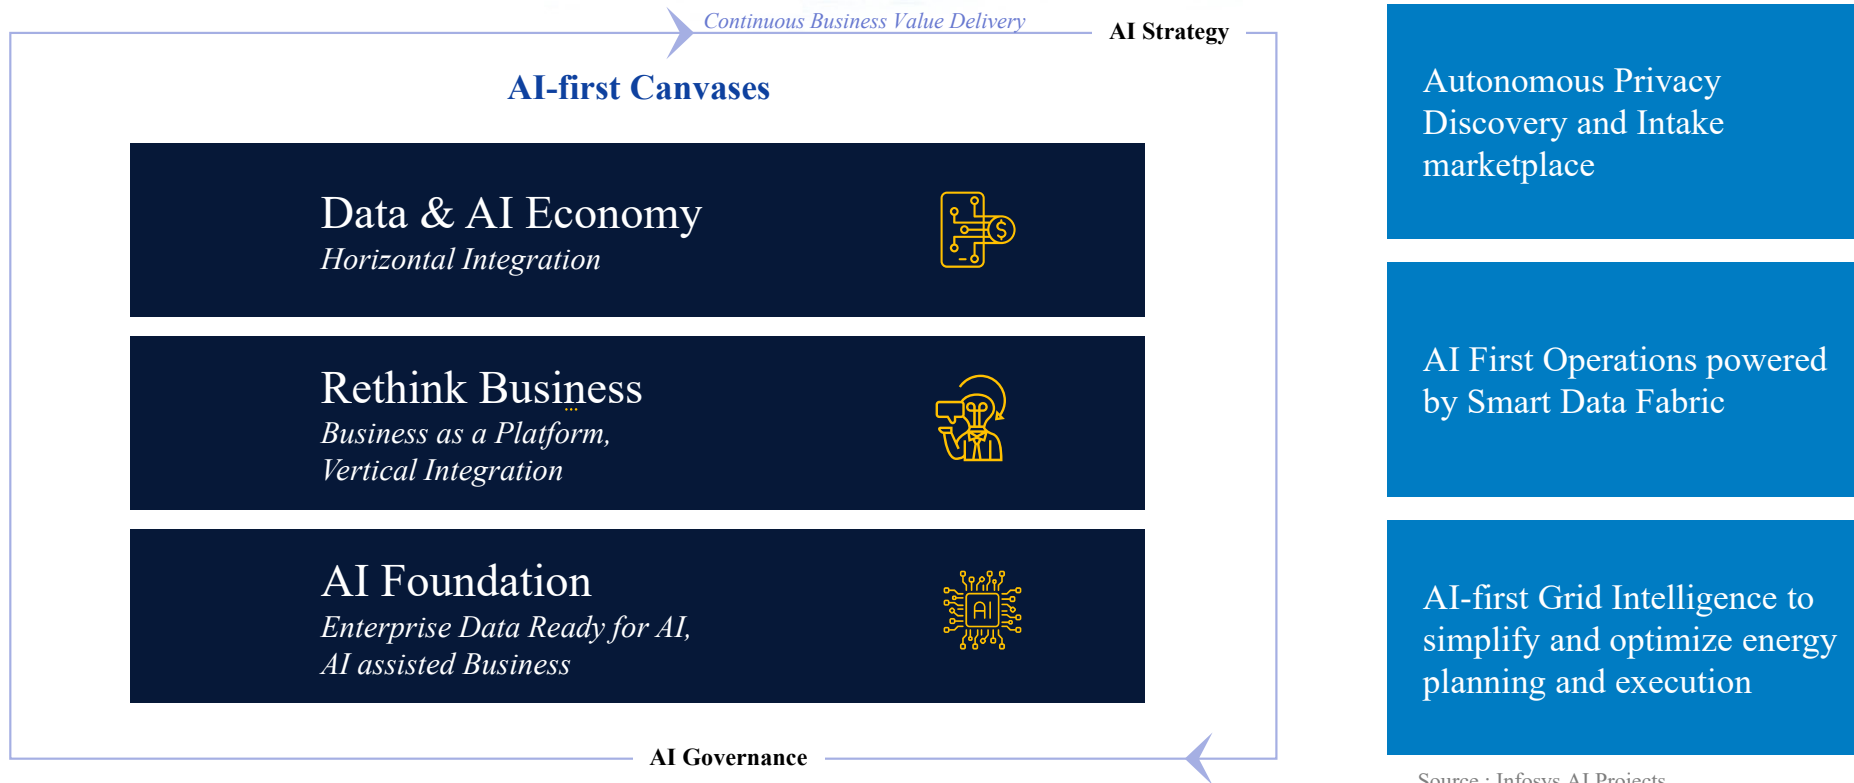 Continuous Business Value Delivery
AI Strategy
AI-first Canvases
Data & AI Economy
Horizontal Integration
$
Rethink Business
Business as a Platform,
Vertical Integration
AI Foundation
Enterprise Data Ready for AI,
AI assisted Business
AI
AI Governance
Autonomous Privacy
Discovery and Intake
marketplace
AI First Operations powered
by Smart Data Fabric
AI-first Grid Intelligence to
simplify and optimize energy
planning and execution
Source : Infosys AI Projects